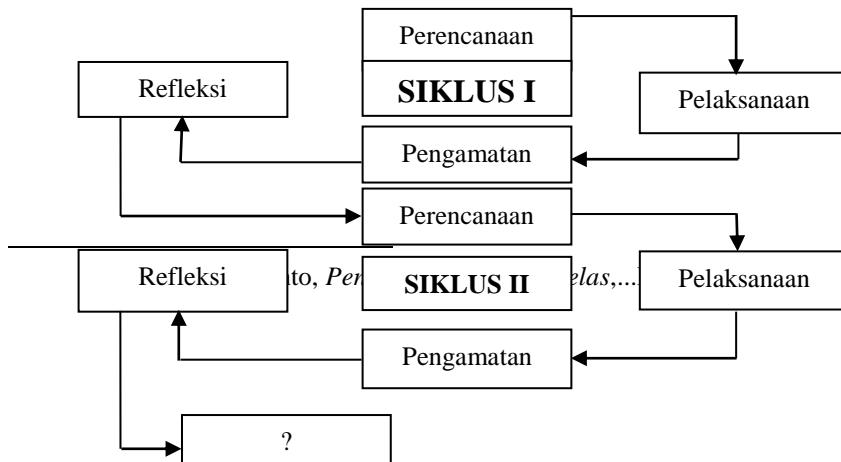 Perencanaan
Refleksi
SIKLUS I
Pelaksanaan
Pengamatan
Perencanaan
Refleksi
SIKLUS II
Pelaksanaan
Pengamatan
?